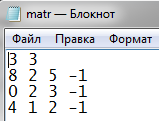 matr — Блокнот
Файл Правка Формат
3 3
8 2 5 -1
0 2 3 -1
4 1 2 -1